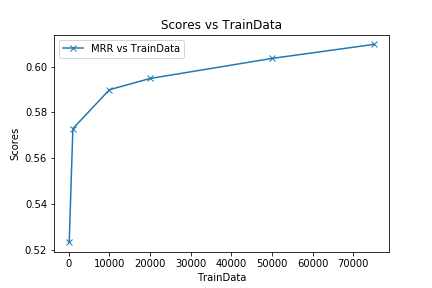 Scores vs TrainData
MRR vs TrainData
0.60
0.58
0.56
0.54
0.52
Scores
0 10000 20000 30000 40000 50000 60000 70000
TrainData